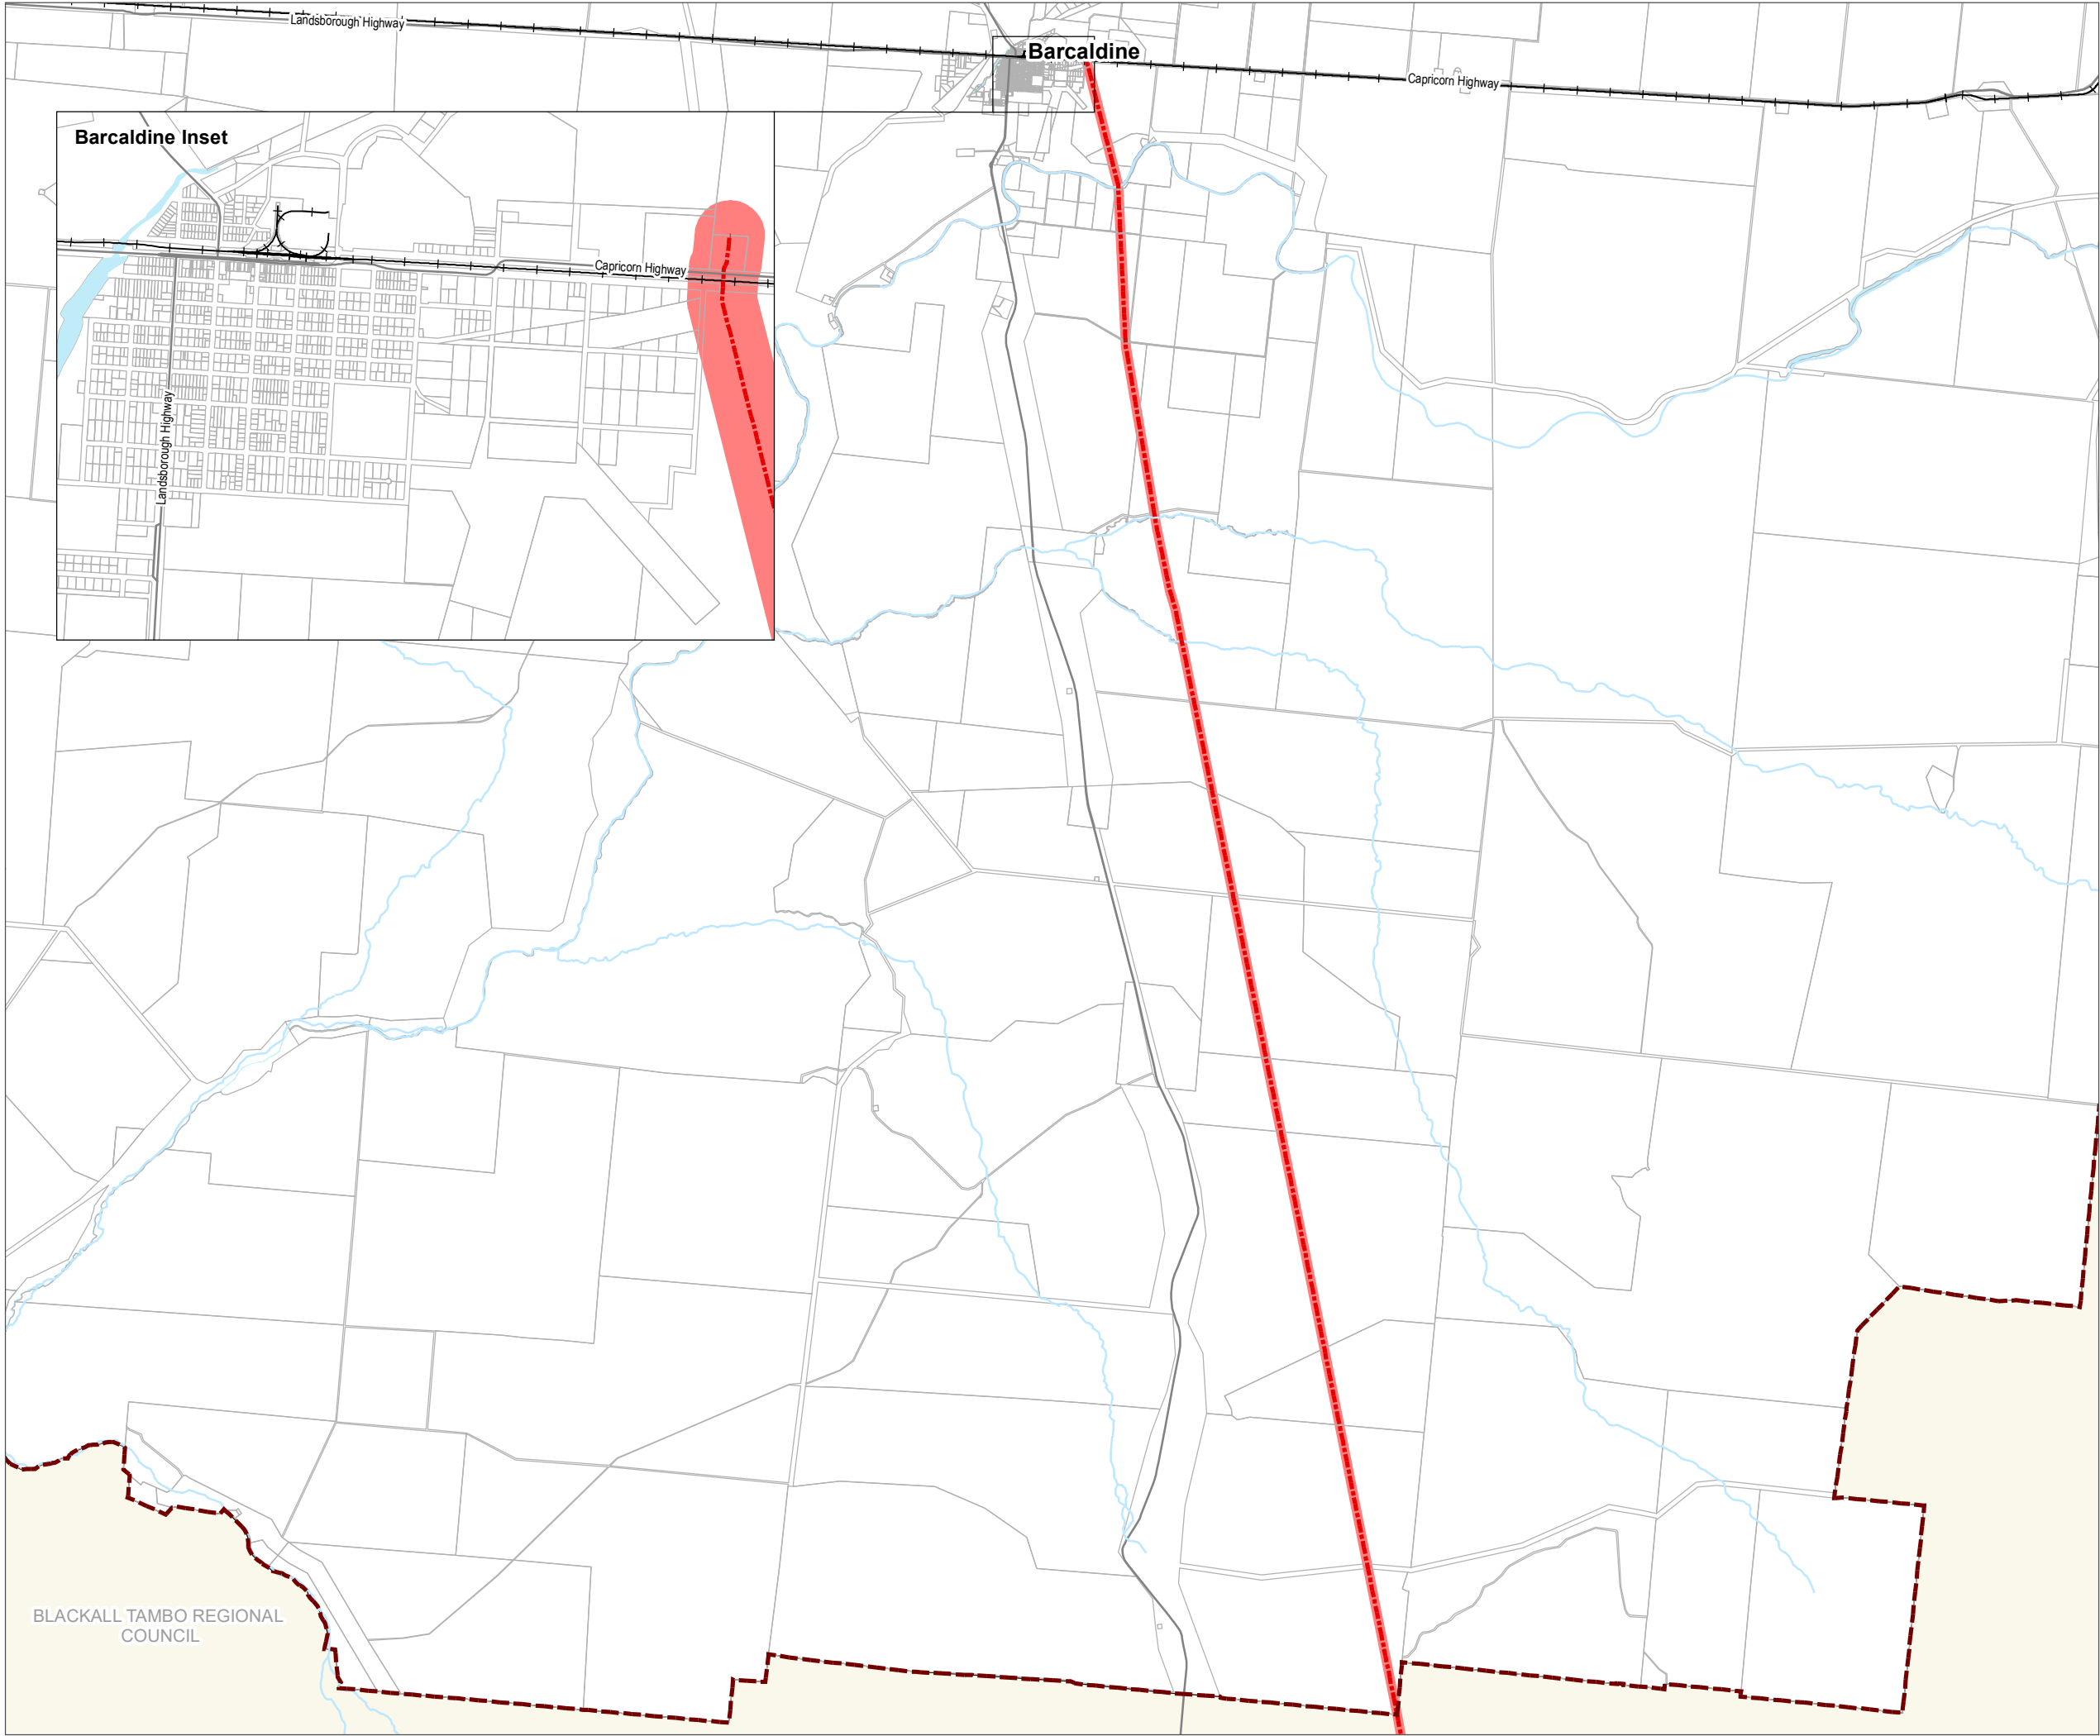 Landsborough Highway
Barcaldine
Capricorn Highway
Barcaldine Inset
Capricorn Highway
Landsborough Highway
BLACKALL TAMBO REGIONAL
COUNCIL